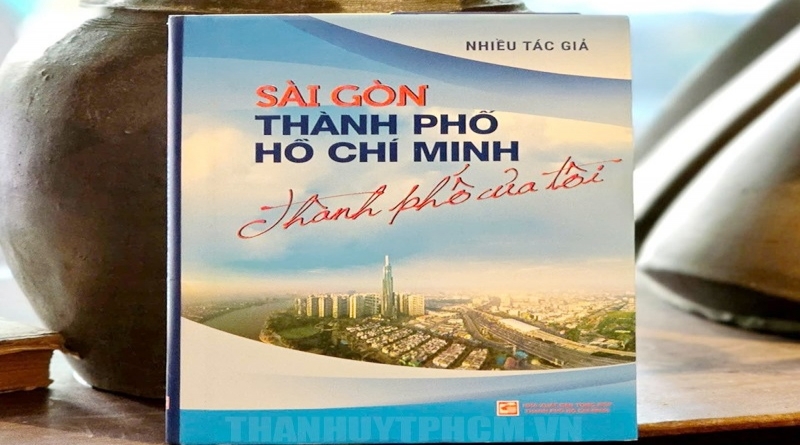 NHIỀU TÁC GIẢ
SÀI GÒN
THÀNH PHỐ
HỒ CHÍ MINH
Thành phố của tôi
THANHUYTPHCM.VN